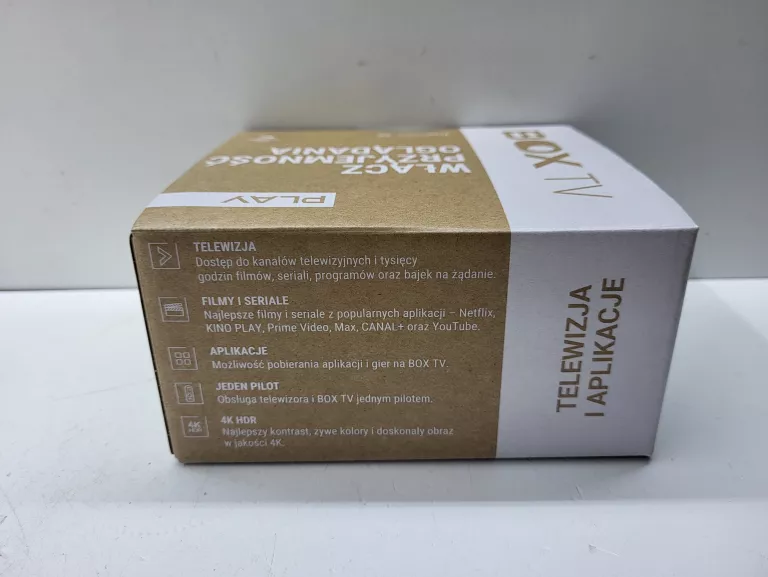 BOX TV
WŁĄCZ
PRZYJEMNOŚĆ
OGLĄDANIA
PLAY
TELEWIZJA
Dostęp do kanałów telewizyjnych i tysięcy
godzin filmów, seriali, programów oraz bajek na żądanie.
FILMY I SERIALE
Najlepsze filmy i seriale z popularnych aplikacji – Netflix,
KINO PLAY, Prime Video, Max, CANAL+ oraz YouTube.
APLIKACJE
Możliwość pobierania aplikacji i gier na BOX TV.
JEDEN PILOT
Obsługa telewizora i BOX TV jednym pilotem.
4K HDR
4K
HDR
Najlepszy kontrast, żywe kolory i doskonały obraz
w jakości 4K.
TELEWIZJA
I APLIKACJE